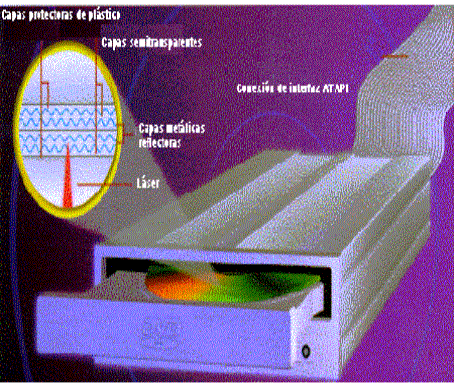 Capas protectoras de plástico
Capas semitransparentes
Conexión de interfaz ATAPI
Capas metálicas
reflectoras
Láser